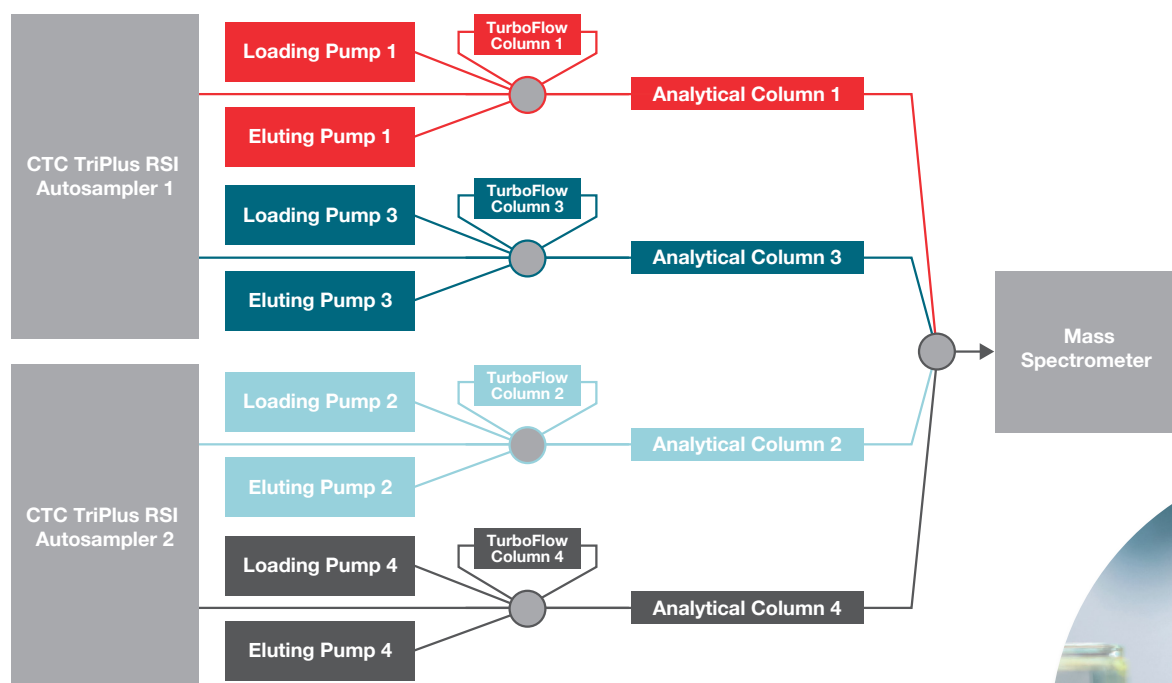 CTC TriPlus RSI
Autosampler 1
Loading Pump 1
Eluting Pump 1
TurboFlow
Column 1
Analytical Column 1
Loading Pump 3
Eluting Pump 3
TurboFlow
Column 3
Analytical Column 3
CTC TriPlus RSI
Autosampler 2
Loading Pump 2
Eluting Pump 2
TurboFlow
Column 2
Analytical Column 2
Loading Pump 4
Eluting Pump 4
TurboFlow
Column 4
Analytical Column 4
Mass
Spectrometer